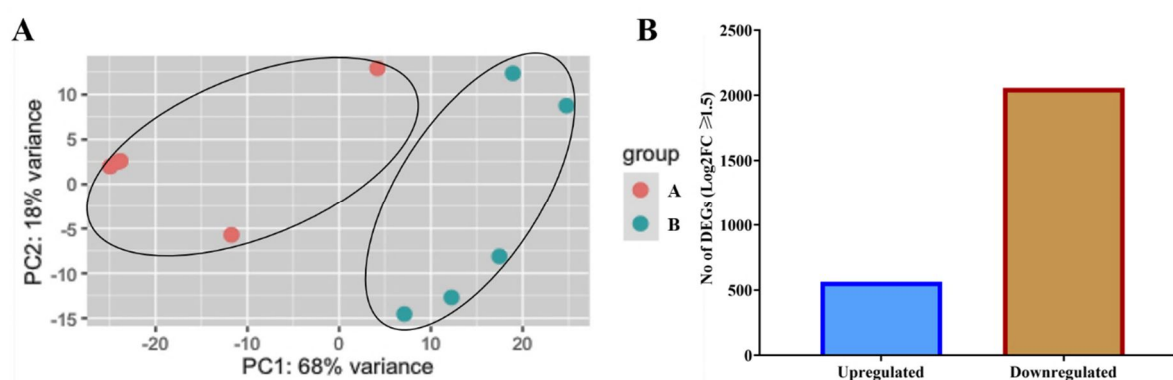 A
10
5
0
-5
-10
-15
PC2: 18% variance
-20
-10
0
10
20
PC1: 68% variance
group
A
B
B
2500
2000
1500
1000
500
0
No of DEGs (Log2FC ⩾1.5)
Upregulated
Downregulated